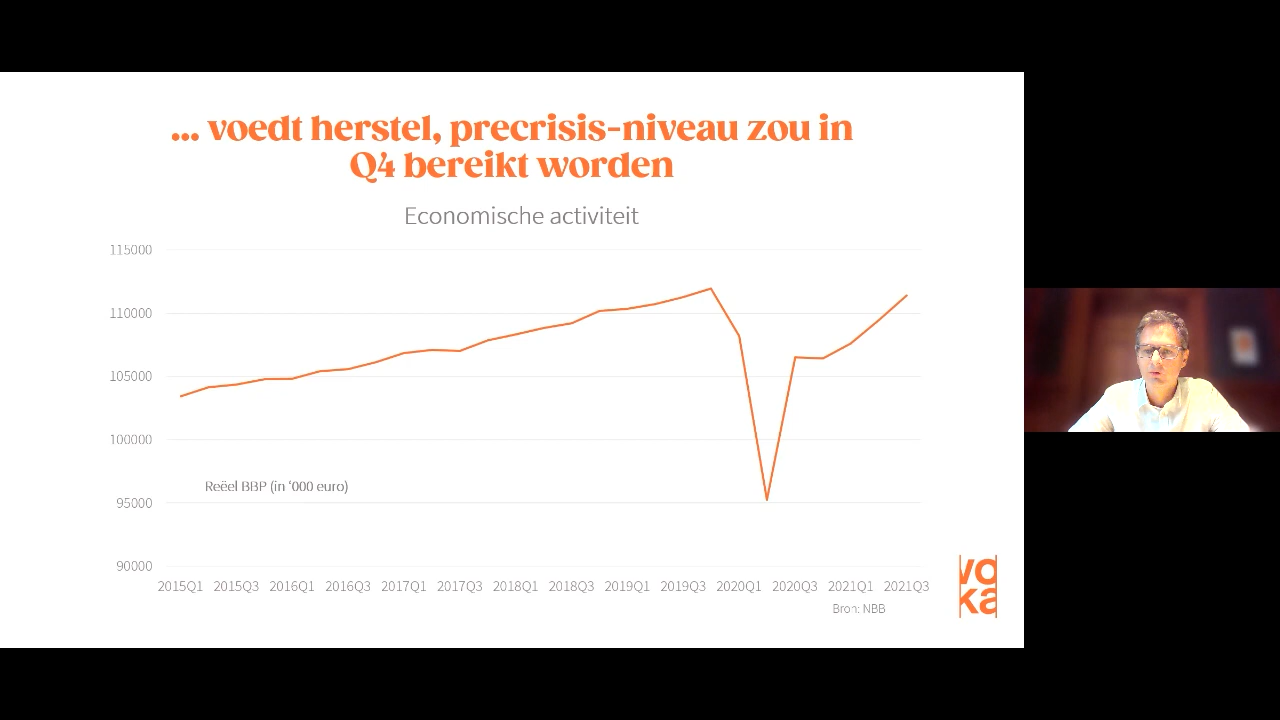 ... voedt herstel, precrisis-niveau zou in
Q4 bereikt worden
Economische activiteit
115000
110000
105000
100000
95000
90000
Reëel BBP (in ‘000 euro)
2015Q1 2015Q3 2016Q1 2016Q3 2017Q1 2017Q3 2018Q1 2018Q3 2019Q1 2019Q3 2020Q1 2020Q3 2021Q1 2021Q3
Bron: NBB
vo
ka